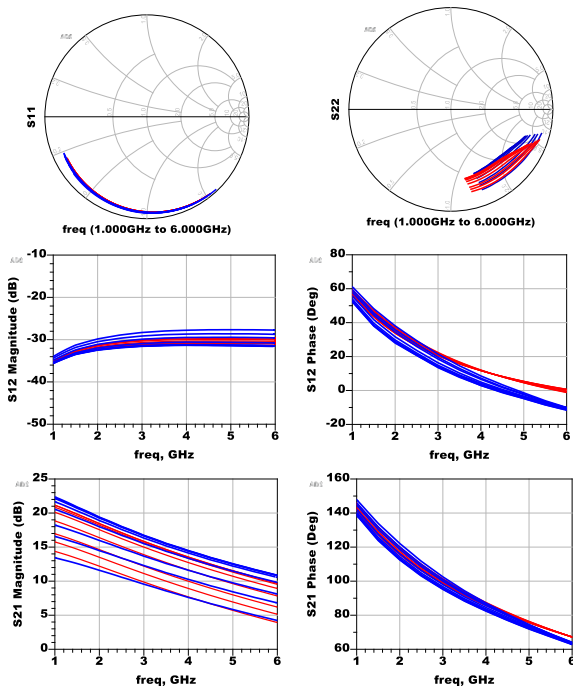 S11
freq (1.000GHz to 6.000GHz)
S22
freq (1.000GHz to 6.000GHz)
S12 Magnitude (dB)
-10
-20
-30
-40
-50
1 2 3 4 5 6
freq, GHz
S12 Phase (Deg)
80
60
40
20
0
-20
1 2 3 4 5 6
freq, GHz
S21 Magnitude (dB)
25
20
15
10
5
0
1 2 3 4 5 6
freq, GHz
S21 Phase (Deg)
160
140
120
100
80
60
1 2 3 4 5 6
freq, GHz